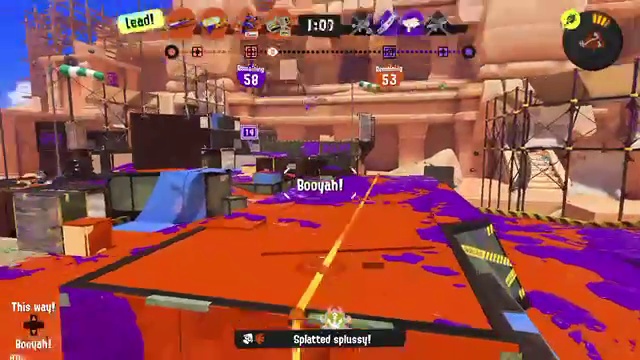 Lead!
1:00
Remaining
58
Remaining
53
14
Booyah!
This way!
Booyah!
Splatted splussy!